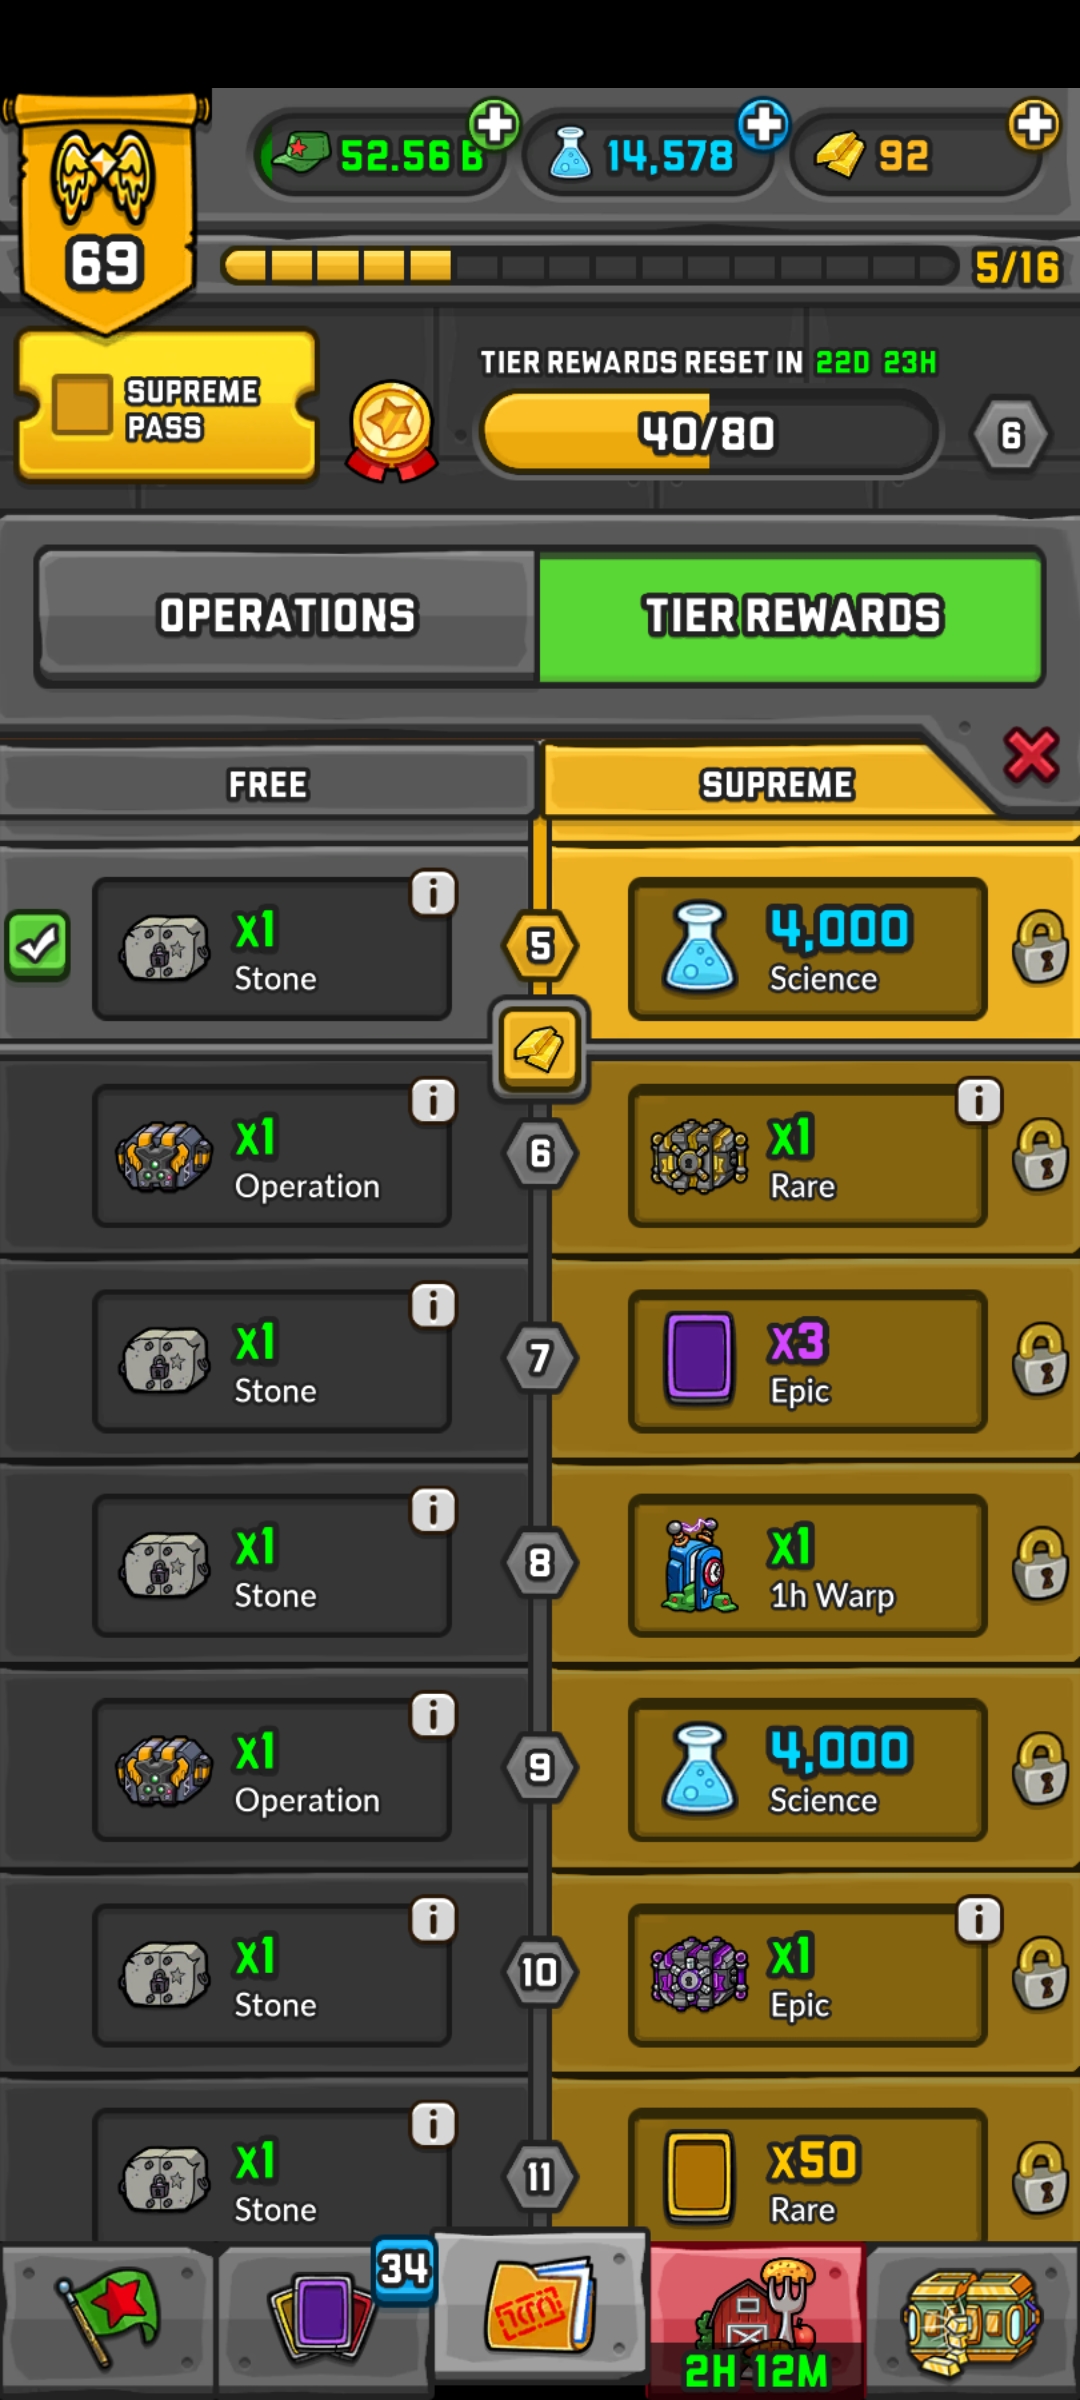 52.56 B
14,578
92
69
5/16
SUPREME
PASS
TIER REWARDS RESET IN 22D 23H
40/80
6
OPERATIONS
TIER REWARDS
FREE
SUPREME
X1
Stone
5
4,000
Science
X1
Operation
6
X1
Rare
X1
Stone
7
X3
Epic
X1
Stone
8
X1
1h Warp
X1
Operation
9
4,000
Science
X1
Stone
10
X1
Epic
X1
Stone
11
X50
Rare
34
2H 12M